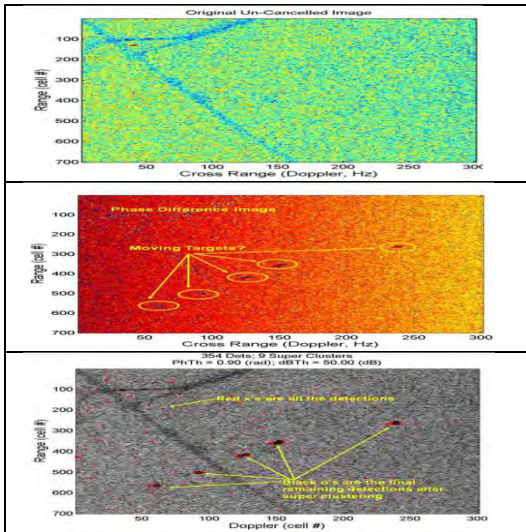 Original Un-Cancelled Image
Range (cell #)
100
200
300
400
500
600
700
50
100
150
200
250
300
Cross Range (Doppler, Hz)
Phase Difference Image
Moving Targets?
Range (cell #)
100
200
300
400
500
600
700
50
100
150
200
250
300
Cross Range (Doppler, Hz)
354 Dets; 9 Super Clusters
PhTh = 0.90 (rad); dBTh = 50.00 (dB)
Red x's are all the detections
Black o's are the final
remaining detections after
super clustering
Range (cell #)
100
200
300
400
500
600
700
50
100
150
200
250
300
Doppler (cell #)